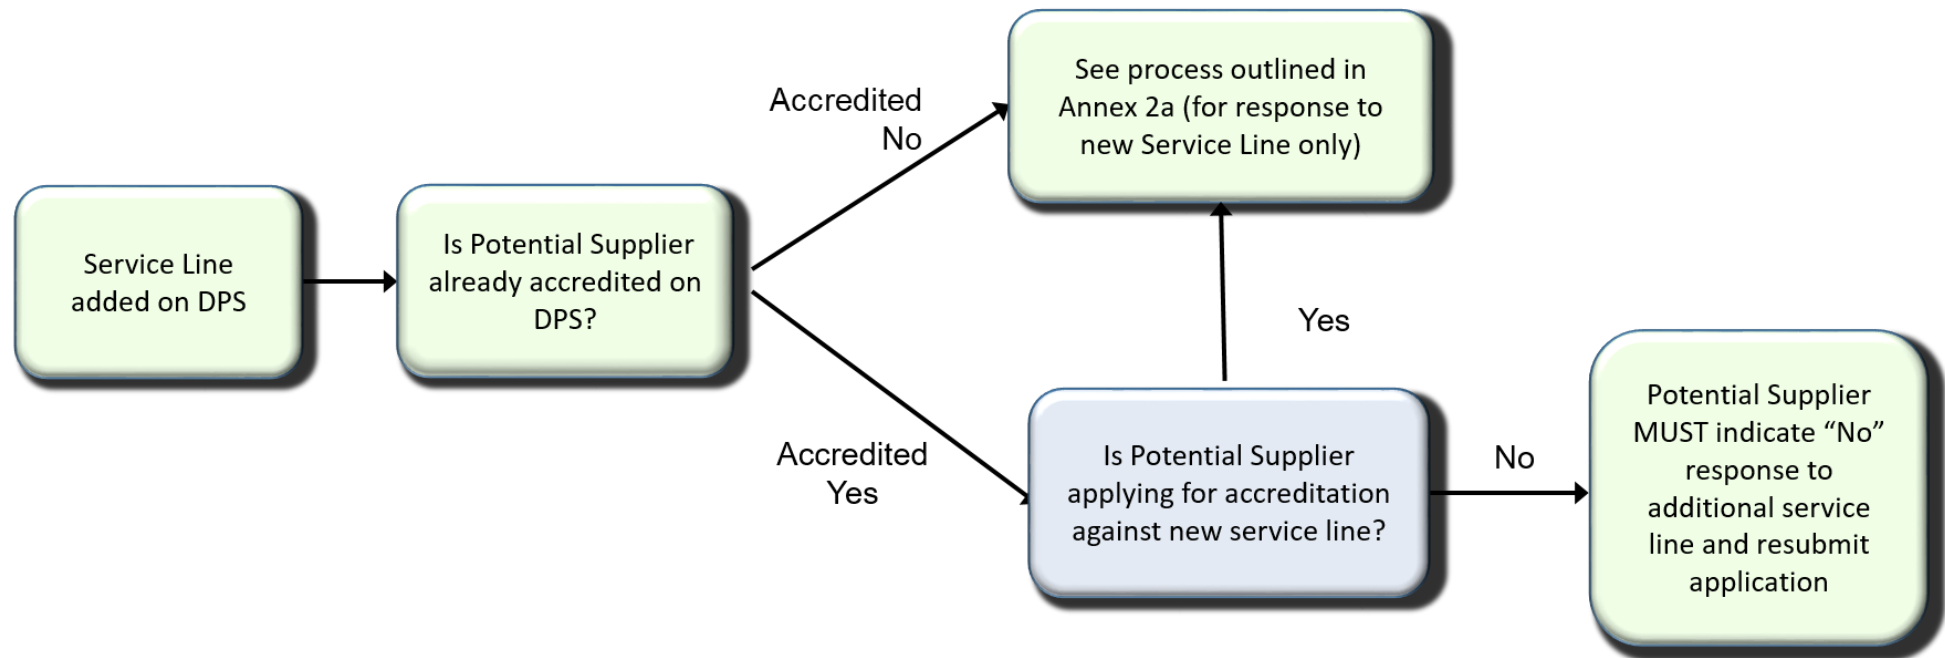 Service Line
added on DPS
Is Potential Supplier
already accredited on
DPS?
Accredited
No
See process outlined in
Annex 2a (for response to
new Service Line only)
Accredited
Yes
Is Potential Supplier
applying for accreditation
against new service line?
Yes
No
Potential Supplier
MUST indicate “No”
response to
additional service
line and resubmit
application